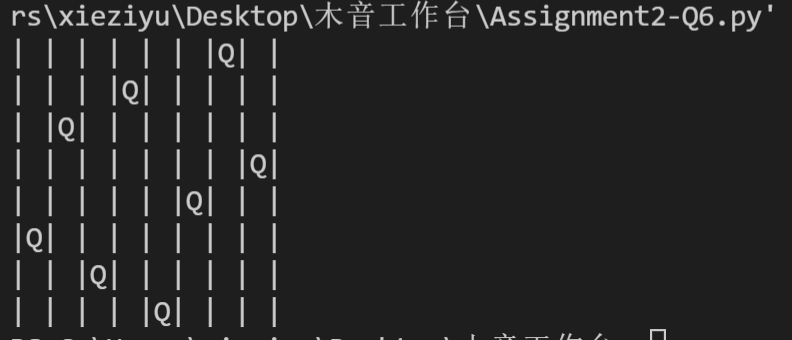 rs\xieziyu\Desktop\木音工作台\Assignment2-Q6.py'
| | | | | | |Q| |
| | | |Q| | | | |
| |Q| | | | | | |
| | | | | | | |Q|
| | | | | |Q| | |
|Q| | | | | | | |
| | |Q| | | | | |
| | | | |Q| | | |